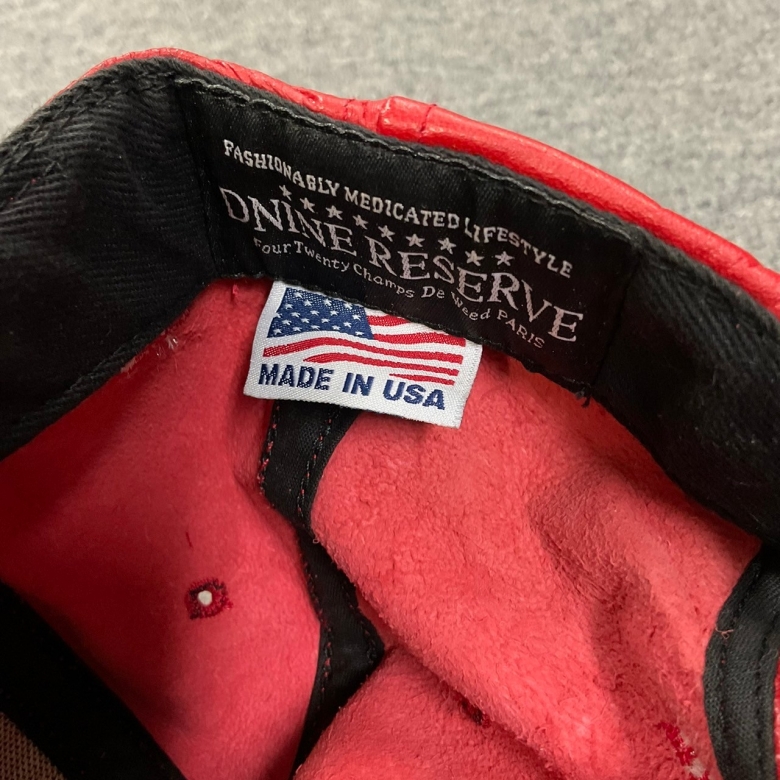 FASHIONABLY MEDICATED LIFESTYLE
DNINE RESERVE
Four Twenty Champs De Weed PARIS
MADE IN USA